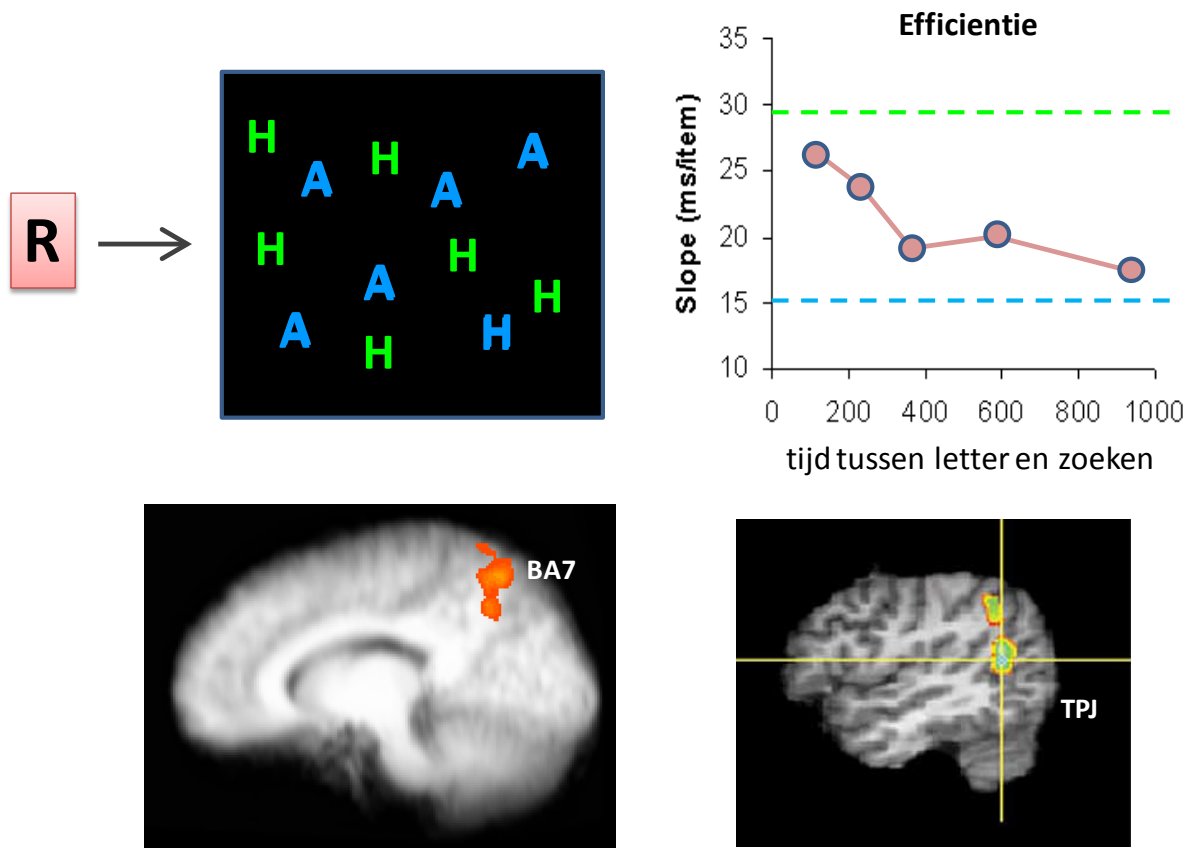 R
H
A
H
A
A
H
H
A
H
A
H
H
Efficientie
Slope (ms/item)
35
30
25
20
15
10
0 200 400 600 800 1000
tijd tussen letter en zoeken
BA7
TPJ